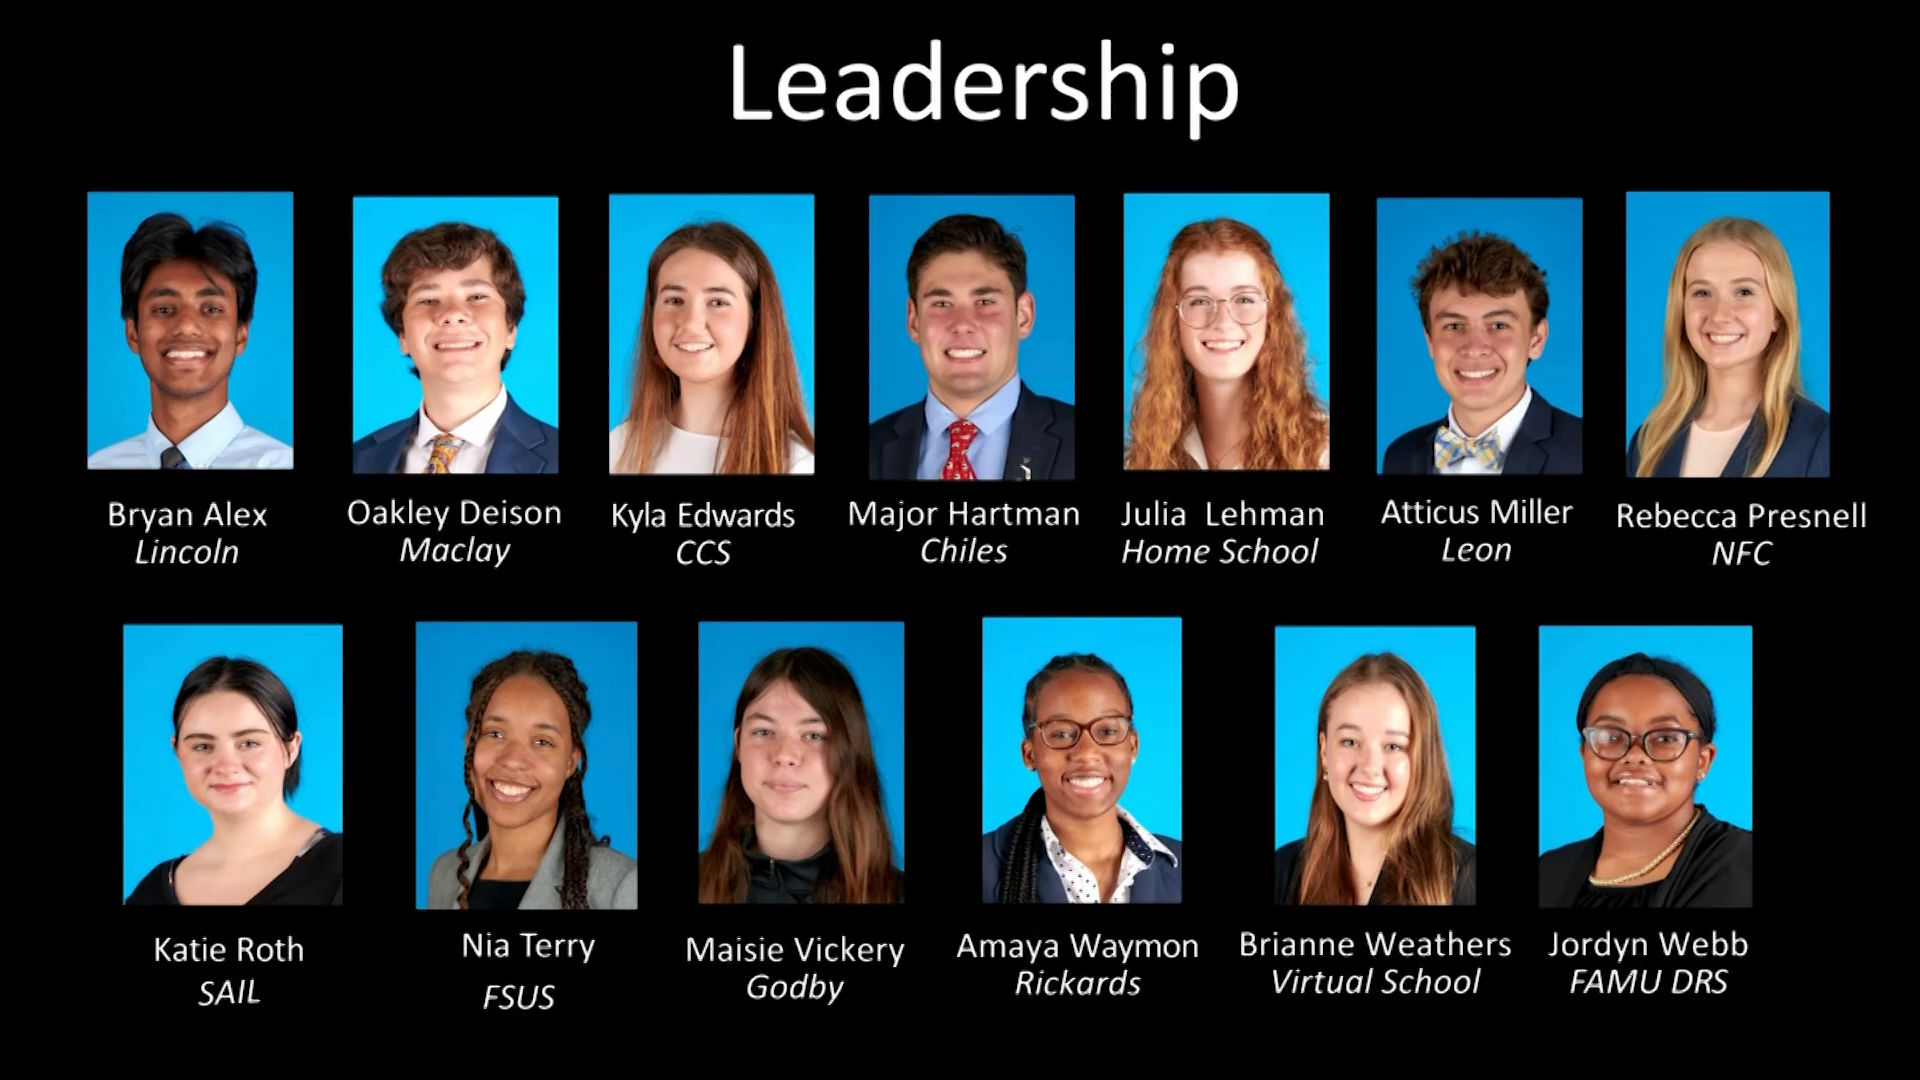 Leadership
Bryan Alex
Lincoln
Oakley Deison
Maclay
Kyla Edwards
CCS
Major Hartman
Chiles
Julia Lehman
Home School
Atticus Miller
Leon
Rebecca Presnell
NFC
Katie Roth
SAIL
Nia Terry
FSUS
Maisie Vickery
Godby
Amaya Waymon
Rickards
Brianne Weathers
Virtual School
Jordyn Webb
FAMU DRS